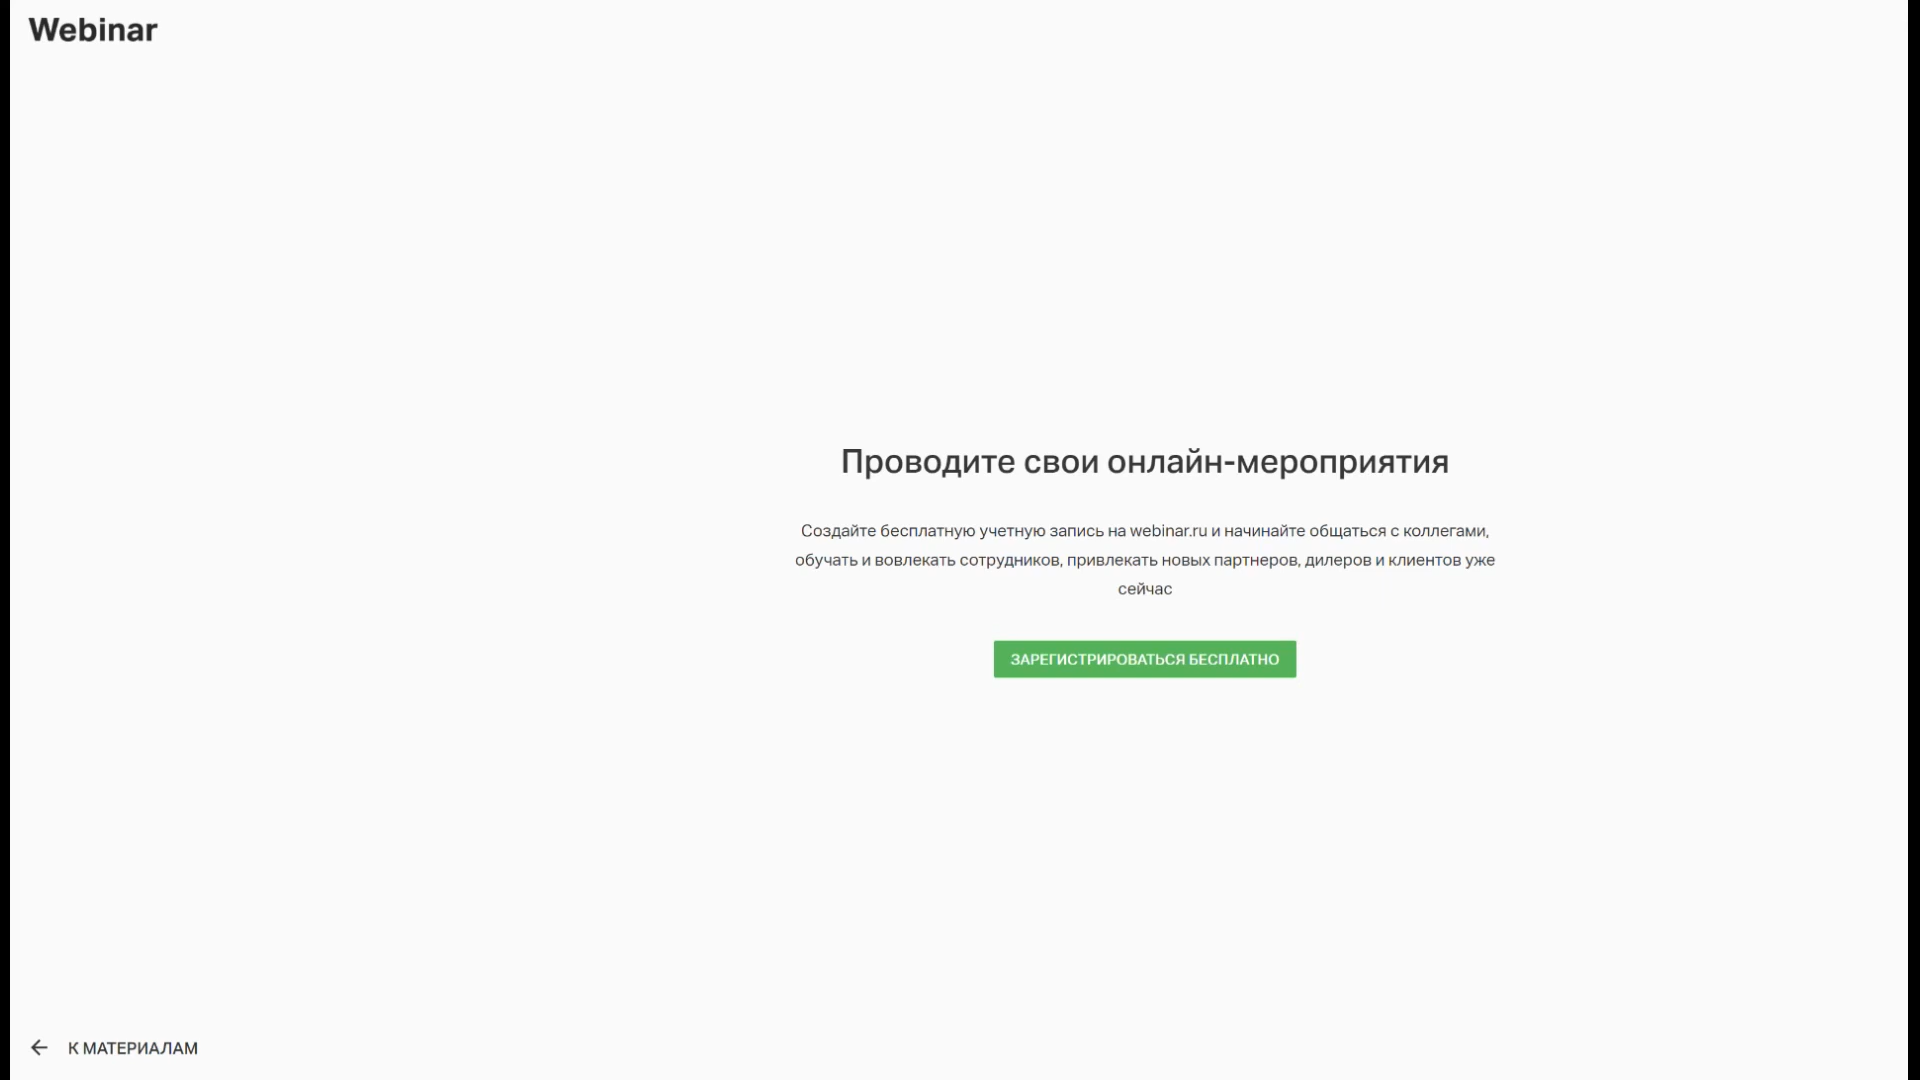 Webinar
Проводите свои онлайн-мероприятия
Создайте бесплатную учетную запись на webinar.ru и начинайте общаться с коллегами,
обучать и вовлекать сотрудников, привлекать новых партнеров, дилеров и клиентов уже
сейчас
ЗАРЕГИСТРИРОВАТЬСЯ БЕСПЛАТНО
К МАТЕРИАЛАМ